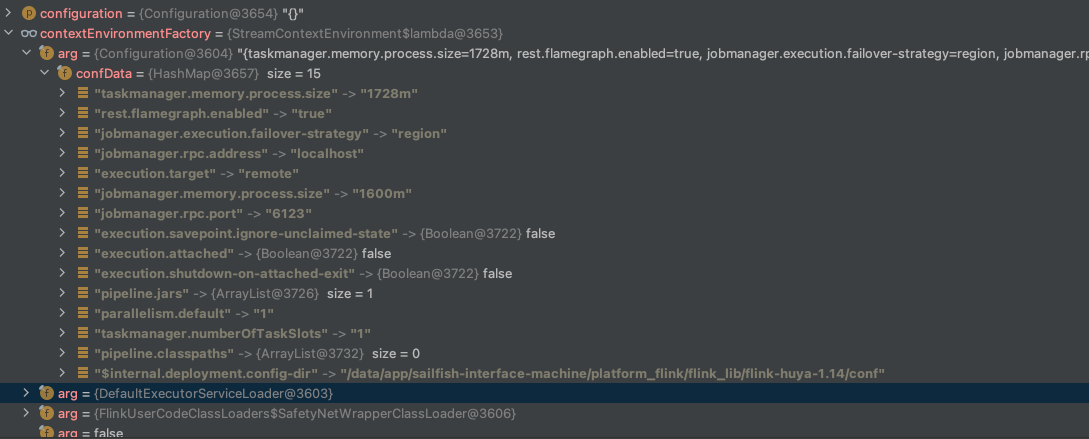 configuration = {Configuration@3654} "{}"
contextEnvironmentFactory = {StreamContextEnvironment$lambda@3653}
arg = {Configuration@3604} "{taskmanager.memory.process.size=1728m, rest.flamegraph.enabled=true, jobmanager.execution.failover-strategy=region, jobmanager.rp
confData = {HashMap@3657} size = 15
"taskmanager.memory.process.size" -> "1728m"
"rest.flamegraph.enabled" -> "true"
"jobmanager.execution.failover-strategy" -> "region"
"jobmanager.rpc.address" -> "localhost"
"execution.target" -> "remote"
"jobmanager.memory.process.size" -> "1600m"
"jobmanager.rpc.port" -> "6123"
"execution.savepoint.ignore-unclaimed-state" -> {Boolean@3722} false
"execution.attached" -> {Boolean@3722} false
"execution.shutdown-on-attached-exit" -> {Boolean@3722} false
"pipeline.jars" -> {ArrayList@3726} size = 1
"parallelism.default" -> "1"
"taskmanager.numberOfTaskSlots" -> "1"
"pipeline.classpaths" -> {ArrayList@3732} size = 0
"$internal.deployment.config-dir" -> "/data/app/sailfish-interface-machine/platform_flink/flink_lib/flink-huya-1.14/conf"
arg = {DefaultExecutorServiceLoader@3603}
arg = {FlinkUserCodeClassLoaders$SafetyNetWrapperClassLoader@3606}
arg = false